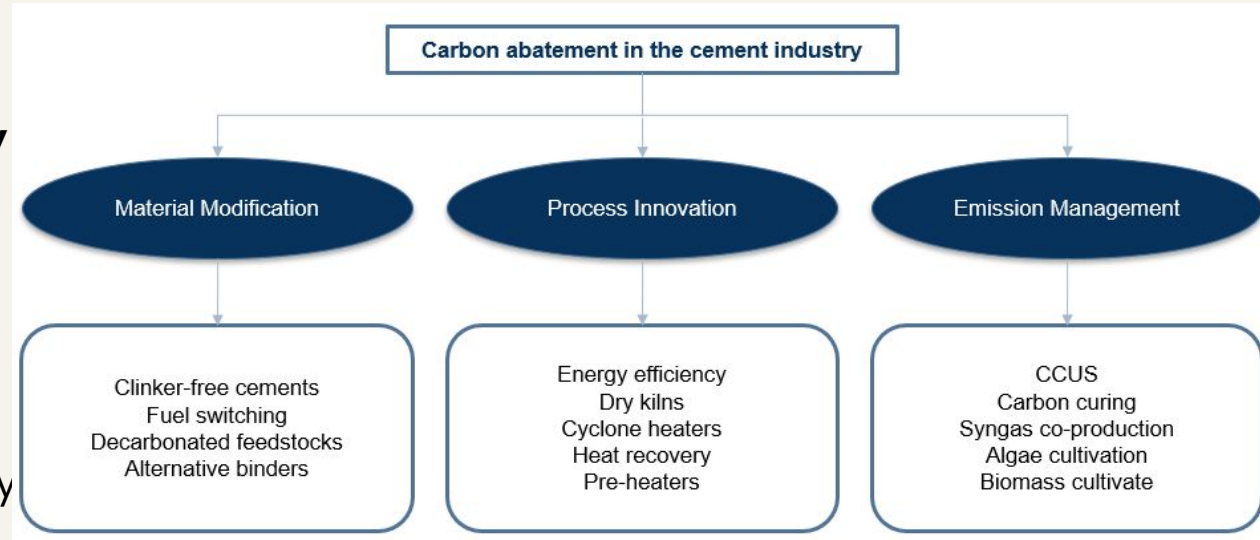 Carbon abatement in the cement industry
Material Modification
Process Innovation
Emission Management
Clinker-free cements
Fuel switching
Decarbonated feedstocks
Alternative binders
Energy efficiency
Dry kilns
Cyclone heaters
Heat recovery
Pre-heaters
CCUS
Carbon curing
Syngas co-production
Algae cultivation
Biomass cultivate